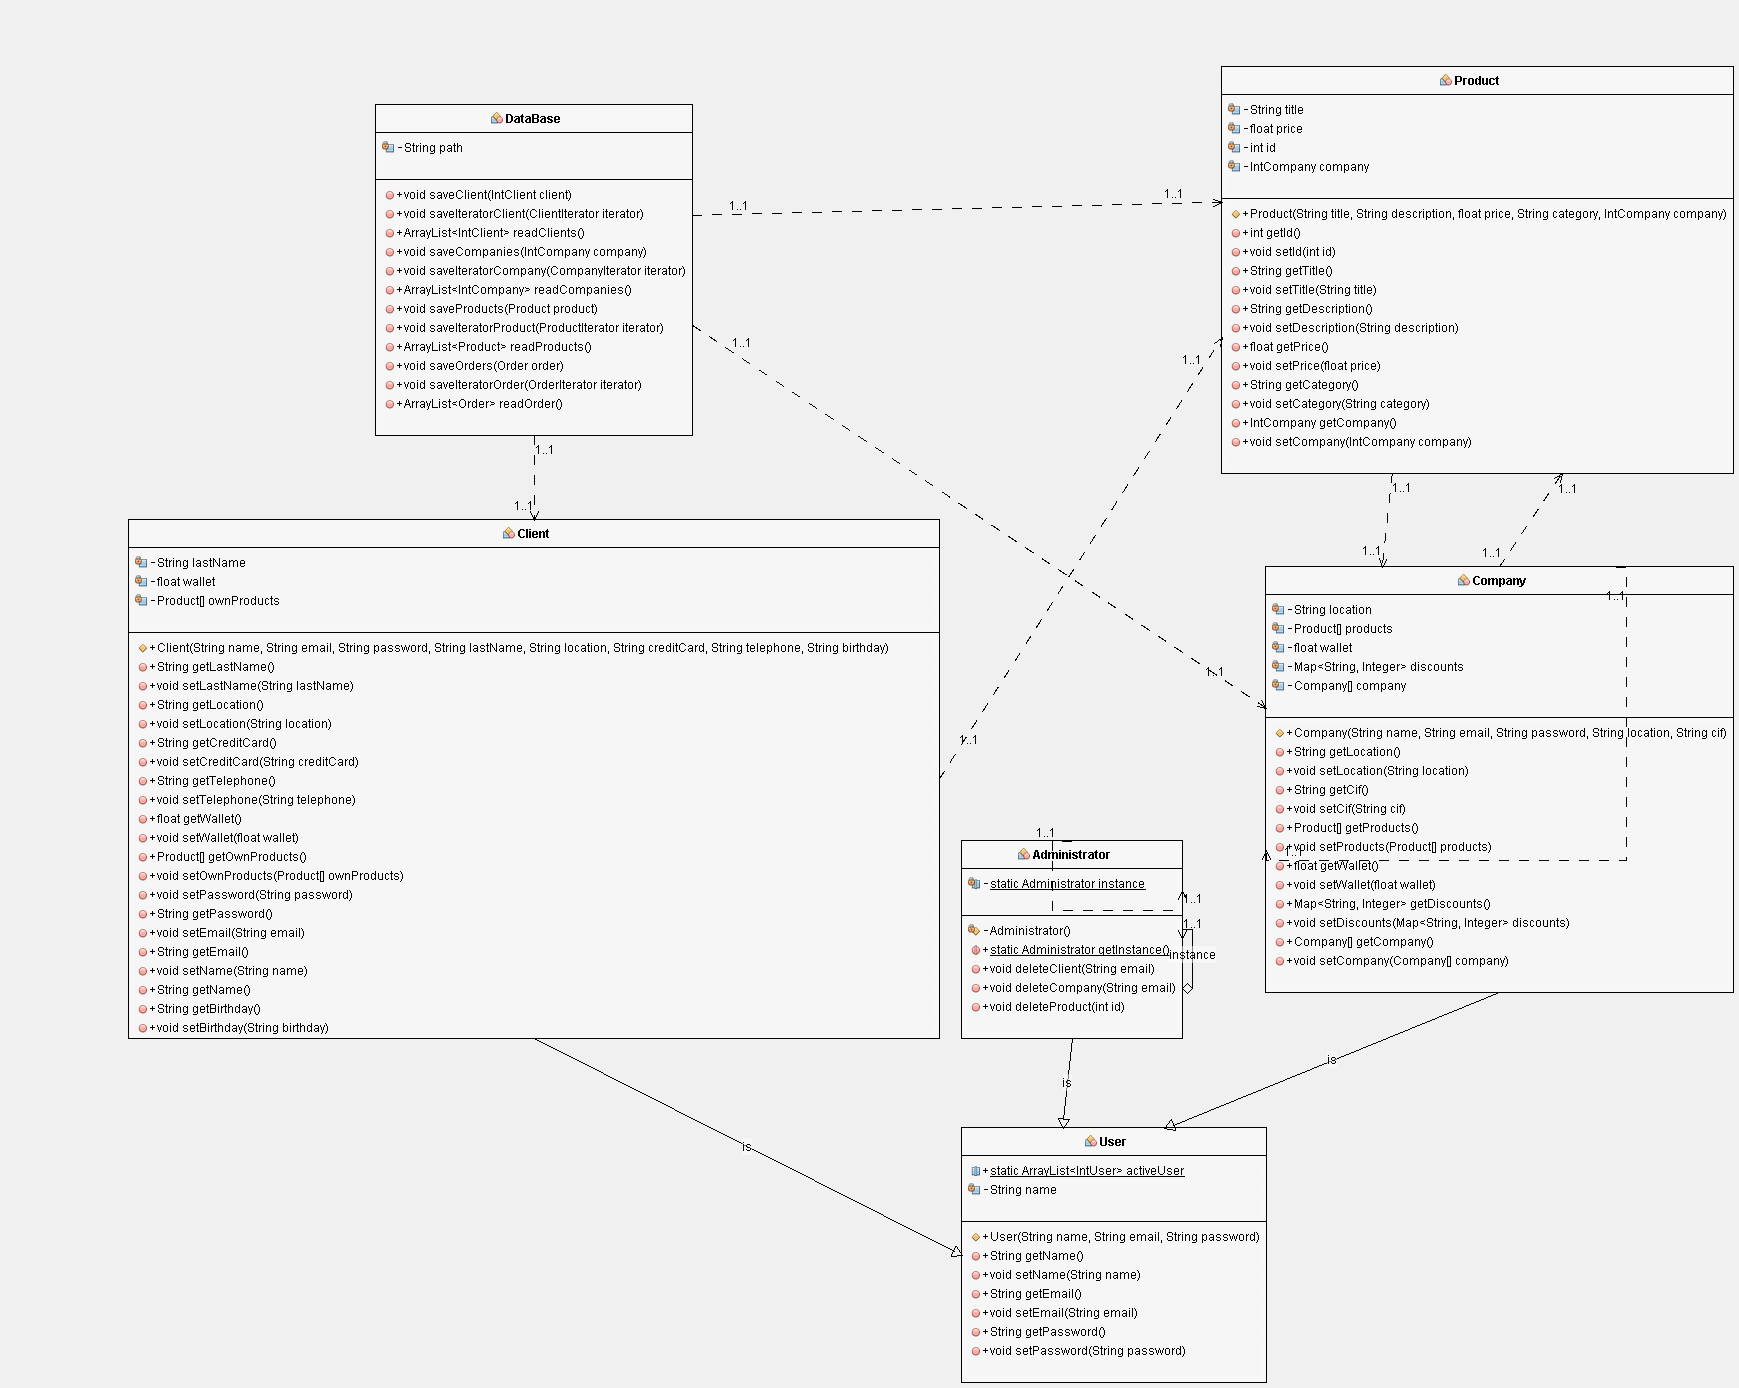 Product
- String title
- float price
- int id
- IntCompany company
+ Product(String title, String description, float price, String category, IntCompany company)
+ int getId()
+ void setId(int id)
+ String getTitle()
+ void setTitle(String title)
+ String getDescription()
+ void setDescription(String description)
+ float getPrice()
+ void setPrice(float price)
+ String getCategory()
+ void setCategory(String category)
+ IntCompany getCompany()
+ void setCompany(IntCompany company)
DataBase
- String path
+ void saveClient(IntClient client)
+ void saveIteratorClient(ClientIterator iterator)
+ ArrayList<IntClient> readClients()
+ void saveCompanies(IntCompany company)
+ void saveIteratorCompany(CompanyIterator iterator)
+ ArrayList<IntCompany> readCompanies()
+ void saveProducts(Product product)
+ void saveIteratorProduct(ProductIterator iterator)
+ ArrayList<Product> readProducts()
+ void saveOrders(Order order)
+ void saveIteratorOrder(OrderIterator iterator)
+ ArrayList<Order> readOrder()
1..1
1..1
1..1
1..1
1..1
1..1
1..1
1..1
1..1
1..1
1..1
1..1
Client
- String lastName
- float wallet
- Product[] ownProducts
+ Client(String name, String email, String password, String lastName, String location, String creditCard, String telephone, String birthday)
+ String getLastName()
+ void setLastName(String lastName)
+ String getLocation()
+ void setLocation(String location)
+ String getCreditCard()
+ void setCreditCard(String creditCard)
+ String getTelephone()
+ void setTelephone(String telephone)
+ float getWallet()
+ void setWallet(float wallet)
+ Product[] getOwnProducts()
+ void setOwnProducts(Product[] ownProducts)
+ void setPassword(String password)
+ String getPassword()
+ void setEmail(String email)
+ String getEmail()
+ void setName(String name)
+ String getName()
+ String getBirthday()
+ void setBirthday(String birthday)
Company
1..1
- String location
- Product[] products
- float wallet
- Map<String, Integer> discounts
- Company[] company
+ Company(String name, String email, String password, String location, String cif)
+ String getLocation()
+ void setLocation(String location)
+ String getCif()
+ void setCif(String cif)
+ Product[] getProducts()
+ void setProducts(Product[] products)
1..1
+ float getWallet()
+ void setWallet(float wallet)
+ Map<String, Integer> getDiscounts()
+ void setDiscounts(Map<String, Integer> discounts)
+ Company[] getCompany()
+ void setCompany(Company[] company)
1..1
Administrator
- static Administrator instance
1..1
1..1
- Administrator()
+ static Administrator getInstance()
instance
+ void deleteClient(String email)
+ void deleteCompany(String email)
+ void deleteProduct(int id)
is
is
is
User
+ static ArrayList<IntUser> activeUser
- String name
+ User(String name, String email, String password)
+ String getName()
+ void setName(String name)
+ String getEmail()
+ void setEmail(String email)
+ String getPassword()
+ void setPassword(String password)